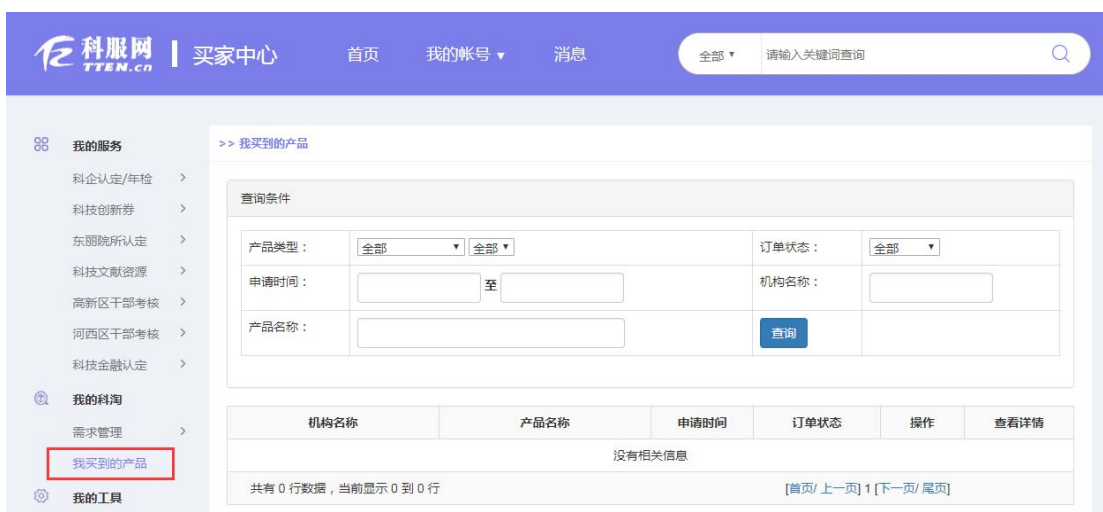 科服网 TTEN.cn 买家中心 首页 我的帐号 ▾ 消息 全部 ▾ 请输入关键词查询
我的服务
科企认定/年检 >
科技创新券 >
东丽院所认定 >
科技文献资源 >
高新区干部考核 >
河西区干部考核 >
科技金融认定 >
我的科淘
需求管理 >
我买到的产品
我的工具
>> 我买到的产品
查询条件
产品类型： 全部 ▾ 全部 ▾ 订单状态： 全部 ▾
申请时间： 至 机构名称：
产品名称： 查询
机构名称 产品名称 申请时间 订单状态 操作 查看详情
没有相关信息
共有 0 行数据，当前显示 0 到 0 行 [首页/ 上一页] 1 [下一页/ 尾页]